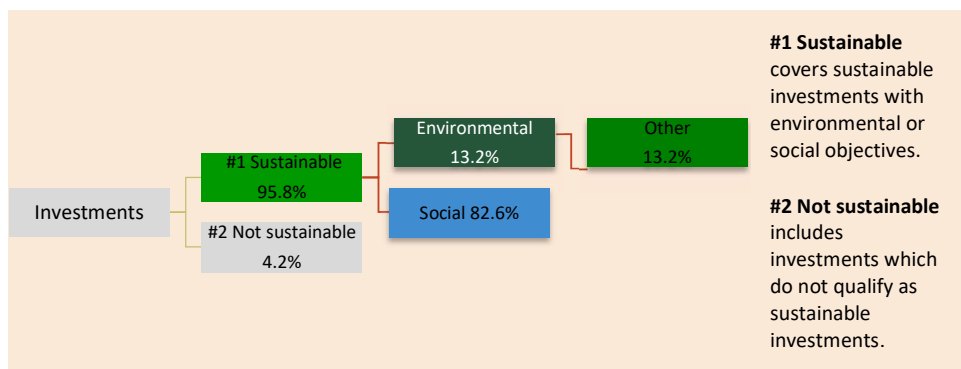 Investments
#1 Sustainable
95.8%
#2 Not sustainable
4.2%
Environmental
13.2%
Social 82.6%
Other
13.2%
#1 Sustainable
covers sustainable
investments with
environmental or
social objectives.
#2 Not sustainable
includes
investments which
do not qualify as
sustainable
investments.